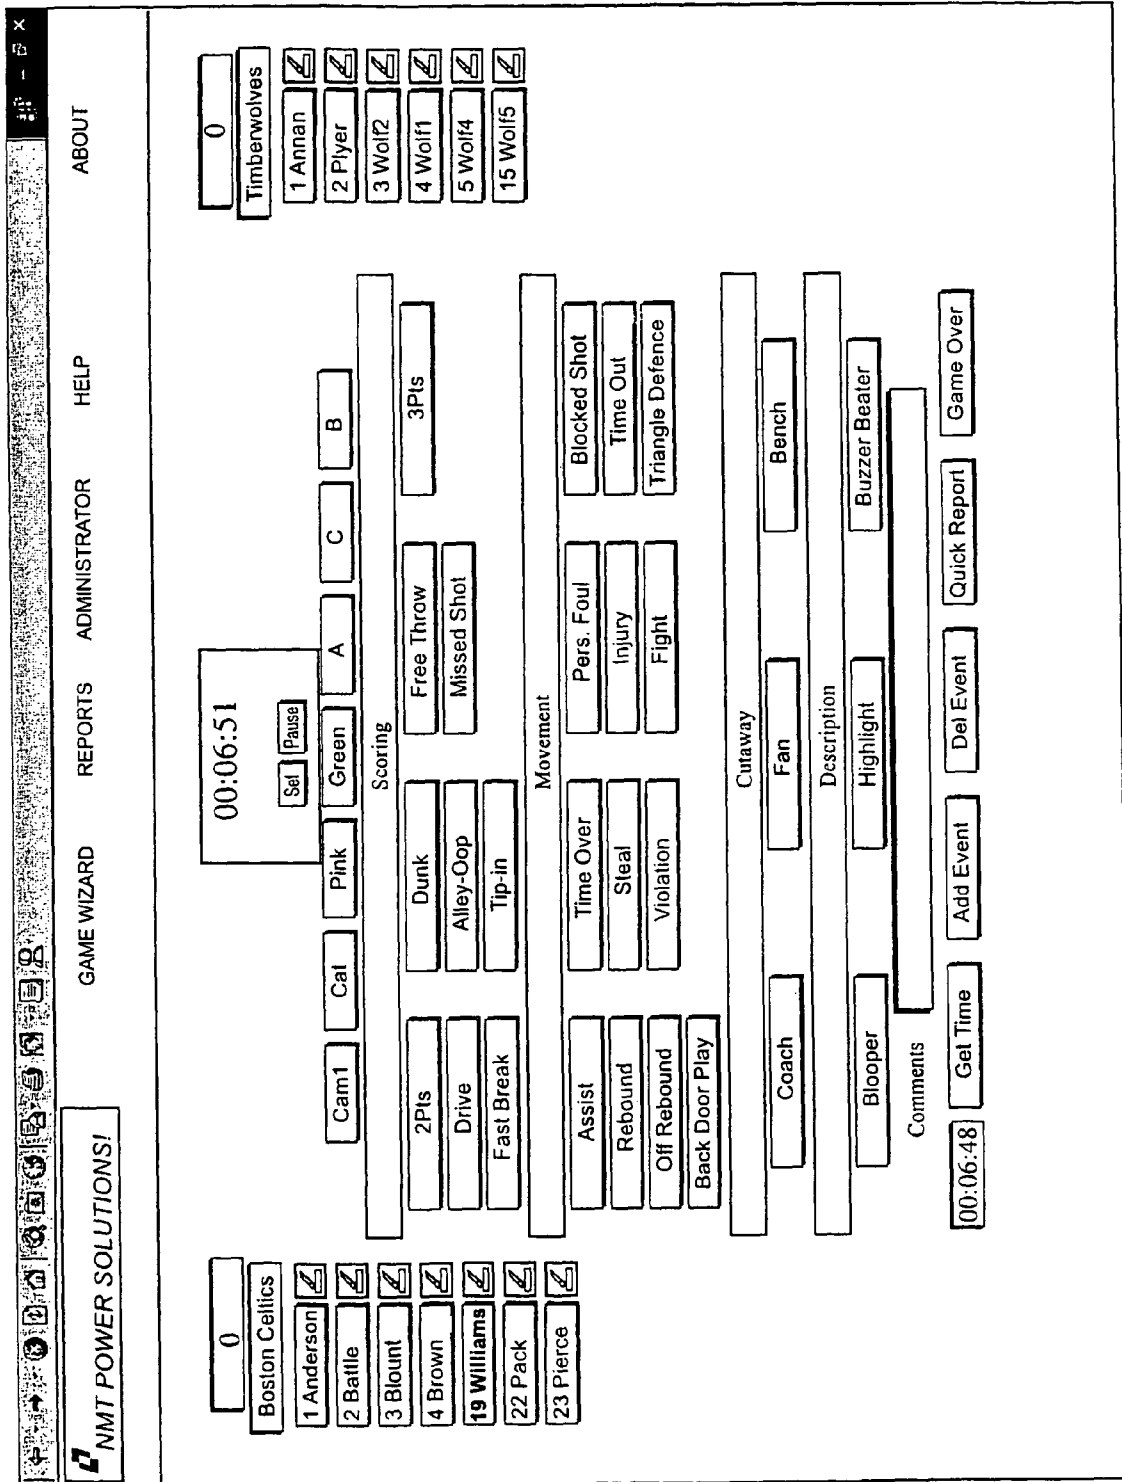 NMT POWER SOLUTIONS!
GAME WIZARD REPORTS ADMINISTRATOR HELP ABOUT
0
Boston Celtics
1 Anderson
2 Battle
3 Blount
4 Brown
19 Williams
22 Pack
23 Pierce
00:06:51
Set Pause
Cam1 Cat Pink Green A C B
Scoring
2Pts Dunk Free Throw 3Pts
Drive Alley-Oop Missed Shot
Fast Break Tip-in
Movement
Assist Time Over Pers. Foul Blocked Shot
Rebound Steal Injury Time Out
Off Rebound Violation Fight Triangle Defence
Back Door Play
Cutaway
Coach Fan Bench
Description
Blooper Highlight Buzzer Beater
Comments
00:06:48 Get Time Add Event Del Event Quick Report Game Over
0
Timberwolves
1 Annan
2 Plyer
3 Wolf2
4 Wolf1
5 Wolf4
15 Wolf5